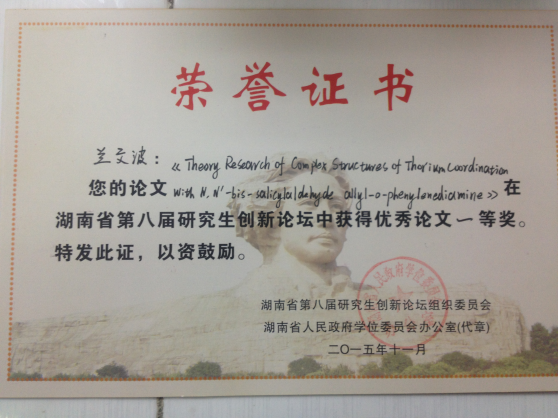 荣誉证书
兰交波：《Theory Research of Complex Structures of Thorium Coordination
您的论文 with N,N'-bis-salicylaldehyde allyl-o-phenylenediamine》在
湖南省第八届研究生创新论坛中获得优秀论文一等奖。
特发此证，以资鼓励。
湖南省第八届研究生创新论坛组织委员会
湖南省人民政府学位委员会办公室(代章)
二〇一五年十一月